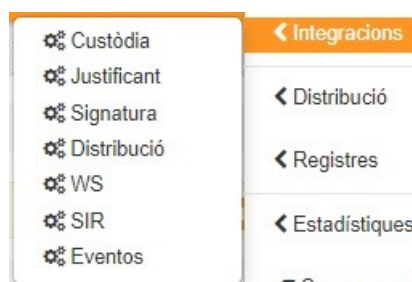 Custòdia
Justificant
Signatura
Distribució
WS
SIR
Eventos
Integracions
Distribució
Registres
Estadístiques